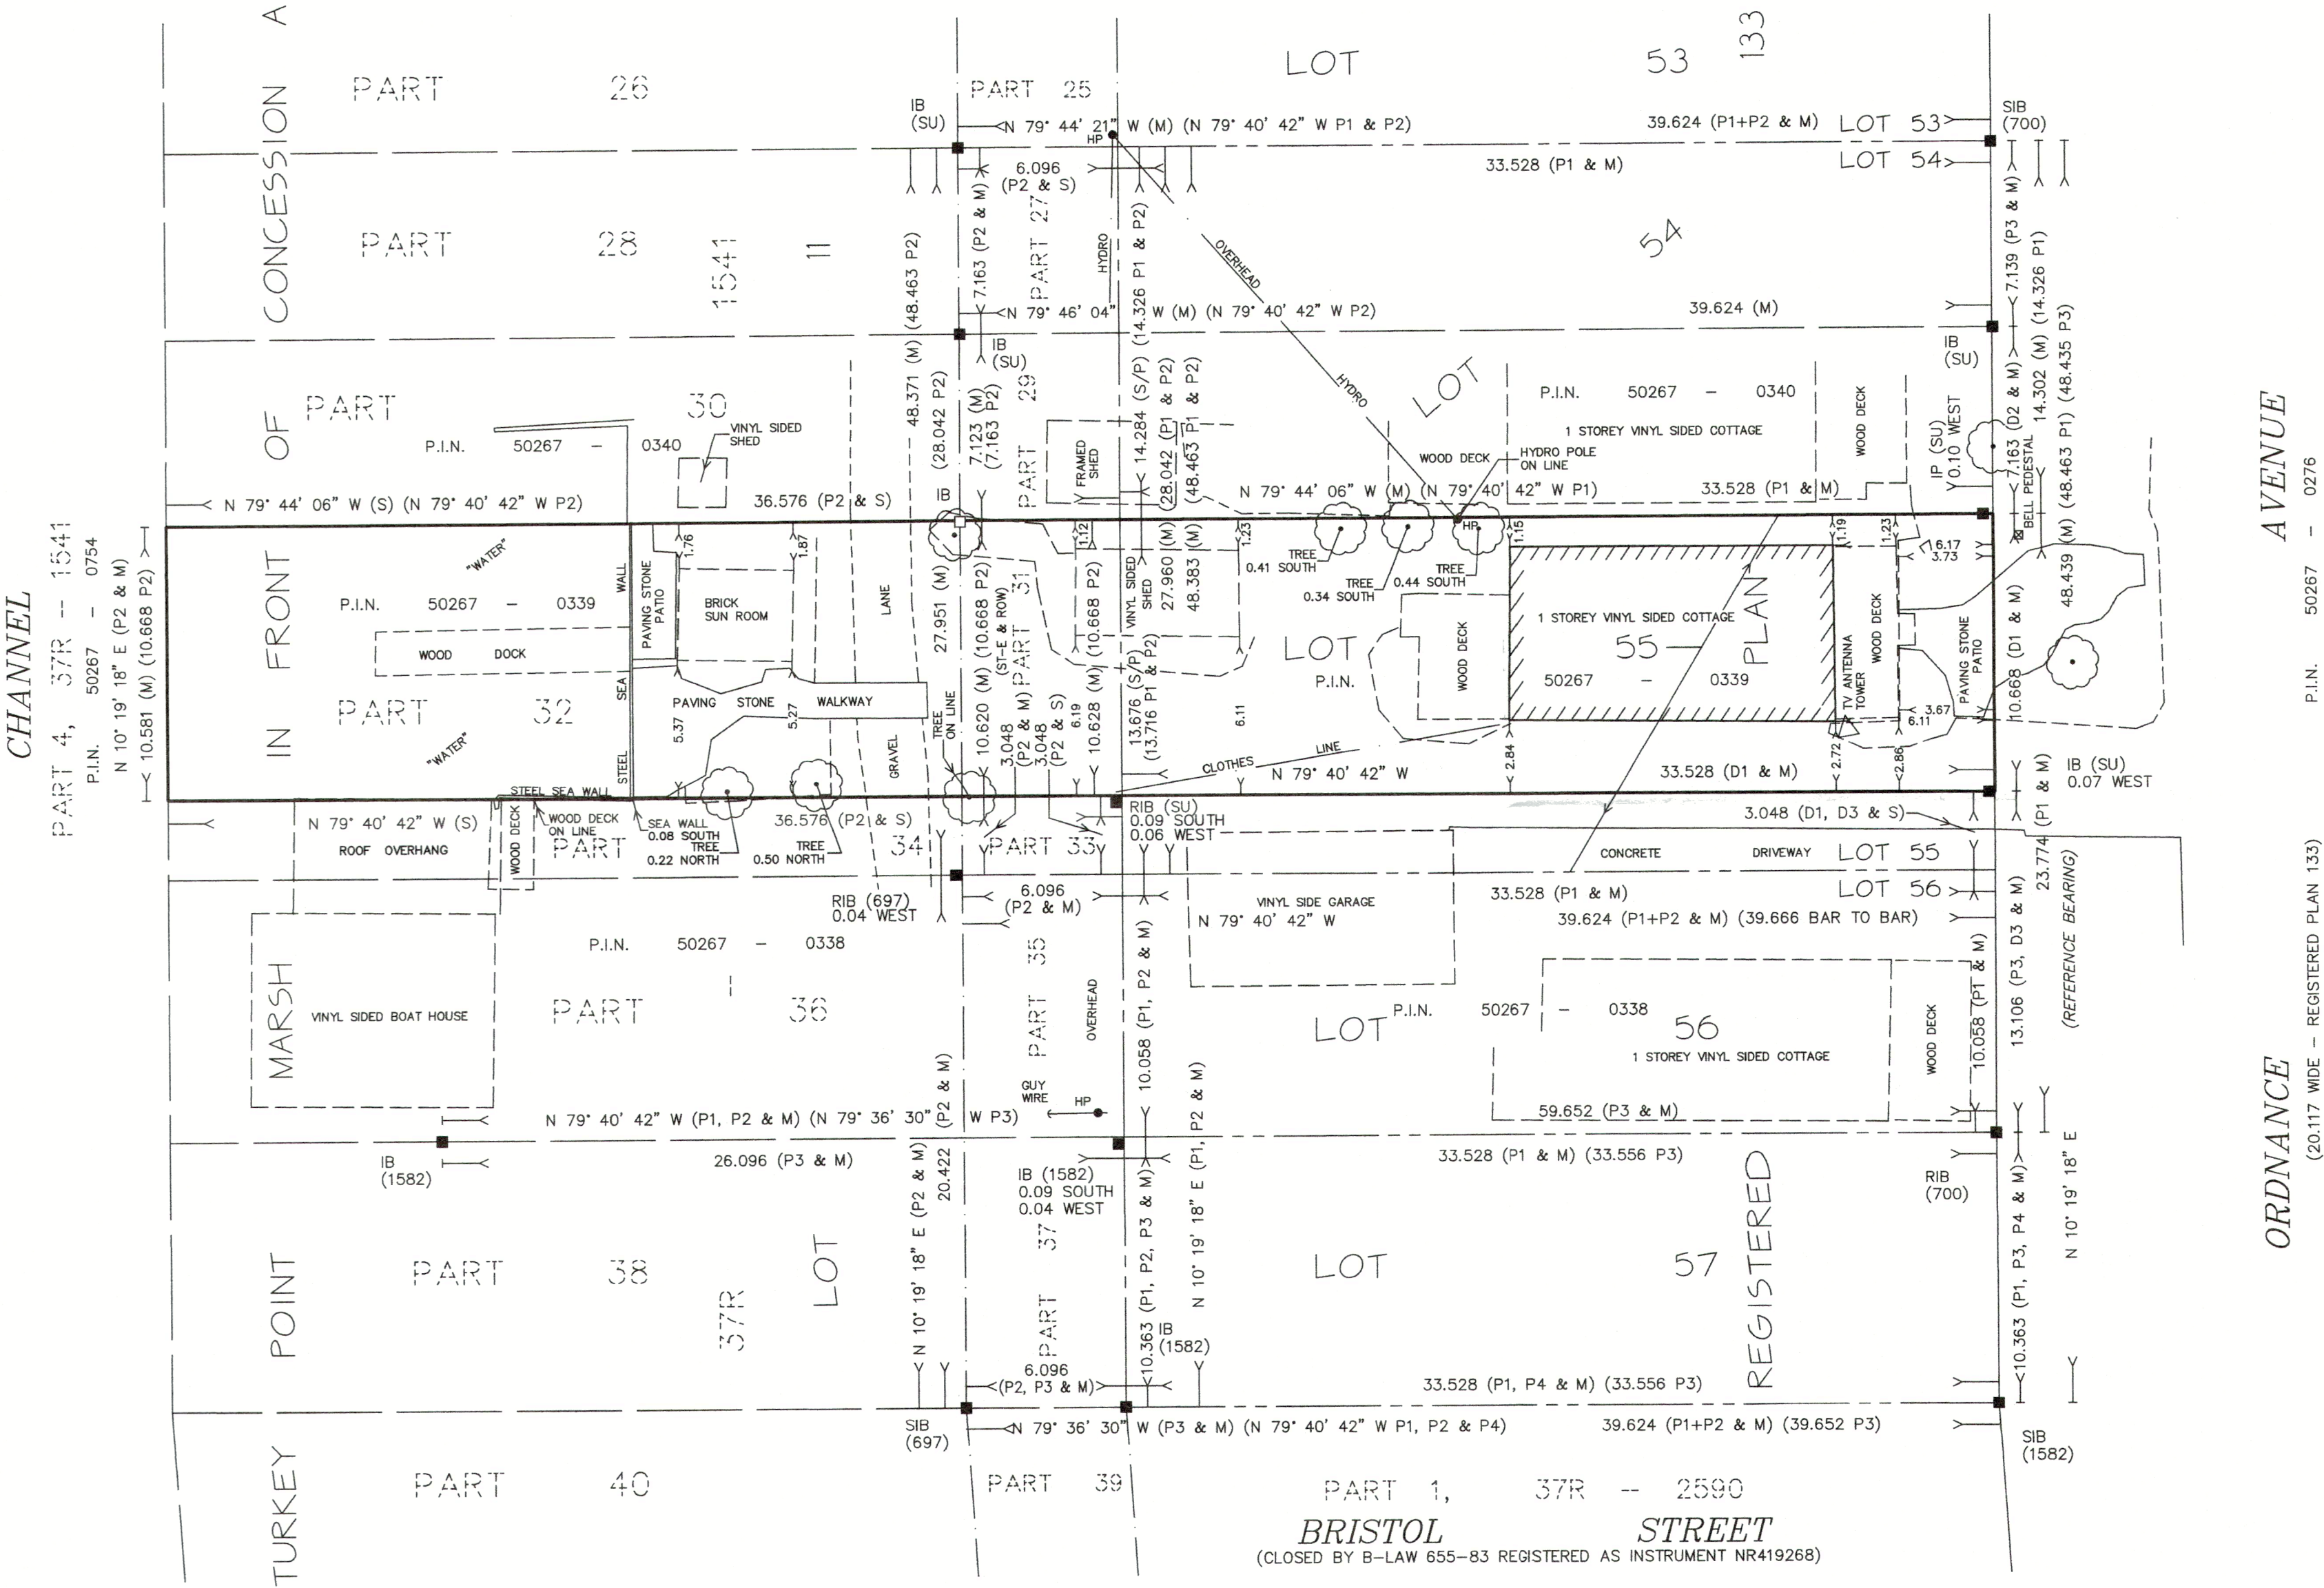 A
CONCESSION
OF
IN FRONT
MARSH
POINT
TURKEY
CHANNEL
PART 4, 37R -- 1541
P.I.N. 50267 - 0754
N 10° 19' 18" E (P2 & M)
10.581 (M) (10.668 P2)
PART 26
PART 25
LOT 53
133
IB
(SU)
N 79° 44' 21" W (M) (N 79° 40' 42" W P1 & P2)
39.624 (P1+P2 & M)
LOT 53
SIB
(700)
HP
6.096
(P2 & S)
33.528 (P1 & M)
LOT 54
PART 28
1541
11
PART 27
HYDRO
OVERHEAD
HYDRO
54
LOT
48.371 (M) (48.463 P2)
7.163 (P2 & M)
14.284 (S/P) (14.326 P1 & P2)
7.139 (P3 & M)
14.302 (M) (14.326 P1)
48.439 (M) (48.463 P1) (48.435 P3)
N 79° 46' 04" W (M) (N 79° 40' 42" W P2)
39.624 (M)
IB
(SU)
IB
(SU)
PART 30
P.I.N. 50267 - 0340
VINYL SIDED
SHED
(28.042 P2)
27.951 (M)
7.123 (M)
(7.163 P2)
PART 29
FRAMED
SHED
(28.042 (P1 & P2)
27.960 (M)
(48.463 P1 & P2)
48.383 (M)
P.I.N. 50267 - 0340
1 STOREY VINYL SIDED COTTAGE
WOOD DECK
WOOD DECK
HYDRO POLE
ON LINE
IP (SU)
0.10 WEST
7.163 (D2 & M)
BELL PEDESTAL
N 79° 44' 06" W (S) (N 79° 40' 42" W P2)
36.576 (P2 & S)
IB
N 79° 44' 06" W (M) (N 79° 40' 42" W P1)
33.528 (P1 & M)
HP
"WATER"
STEEL SEA WALL
PAVING STONE
PATIO
1.76
1.87
1.12
1.23
1.15
1.19
1.23
6.17
3.73
TREE
0.41 SOUTH
TREE
0.34 SOUTH
TREE
0.44 SOUTH
P.I.N. 50267 - 0339
BRICK
SUN ROOM
LANE
WOOD DOCK
PART 32
"WATER"
PAVING STONE WALKWAY
5.37
5.27
GRAVEL
TREE
ON LINE
10.620 (M) (10.668 P2)
(ST-E & ROW)
3.048
(P2 & M)
PART 31
3.048
(P2 & S)
6.19
10.628 (M) (10.668 P2)
VINYL SIDED
SHED
13.676 (S/P)
(13.716 P1 & P2)
6.11
LOT
P.I.N.
WOOD DECK
1 STOREY VINYL SIDED COTTAGE
55
PLAN
50267 - 0339
TV ANTENNA
TOWER
WOOD DECK
PAVING STONE
PATIO
3.67
6.11
10.668 (D1 & M)
CLOTHES LINE
2.84
2.72
2.86
N 79° 40' 42" W
33.528 (D1 & M)
IB (SU)
0.07 WEST
STEEL SEA WALL
N 79° 40' 42" W (S)
ROOF OVERHANG
WOOD DECK
WOOD DECK
ON LINE
SEA WALL
0.08 SOUTH
36.576 (P2 & S)
PART 34
TREE
0.22 NORTH
TREE
0.50 NORTH
PART 33
RIB (SU)
0.09 SOUTH
0.06 WEST
3.048 (D1, D3 & S)
CONCRETE DRIVEWAY
LOT 55
LOT 56
23.774 (P1 & M)
RIB (697)
0.04 WEST
6.096
(P2 & M)
VINYL SIDE GARAGE
N 79° 40' 42" W
33.528 (P1 & M)
39.624 (P1+P2 & M) (39.666 BAR TO BAR)
P.I.N. 50267 - 0338
VINYL SIDED BOAT HOUSE
PART 36
PART 35
OVERHEAD
GUY
WIRE
HP
10.058 (P1, P2 & M)
LOT
P.I.N. 50267 - 0338
56
1 STOREY VINYL SIDED COTTAGE
WOOD DECK
10.058 (P1 & M)
13.106 (P3, D3 & M)
(REFERENCE BEARING)
N 10° 19' 18" E
N 79° 40' 42" W (P1, P2 & M) (N 79° 36' 30" W P3)
59.652 (P3 & M)
IB
(1582)
26.096 (P3 & M)
IB (1582)
0.09 SOUTH
0.04 WEST
33.528 (P1 & M) (33.556 P3)
RIB
(700)
N 10° 19' 18" E (P2 & M)
20.422 (P2 & M)
10.363 (P1, P2, P3 & M)
N 10° 19' 18" E (P1, P2 & M)
10.363 (P1, P3, P4 & M)
PART 38
37R
LOT
PART 37
LOT 57
REGISTERED
IB
(1582)
6.096
(P2, P3 & M)
33.528 (P1, P4 & M) (33.556 P3)
SIB
(697)
N 79° 36' 30" W (P3 & M) (N 79° 40' 42" W P1, P2 & P4)
39.624 (P1+P2 & M) (39.652 P3)
SIB
(1582)
PART 40
PART 39
PART 1, 37R -- 2590
BRISTOL STREET
(CLOSED BY B-LAW 655-83 REGISTERED AS INSTRUMENT NR419268)
ORDNANCE AVENUE
P.I.N. 50267 - 0276
(20.117 WIDE - REGISTERED PLAN 133)